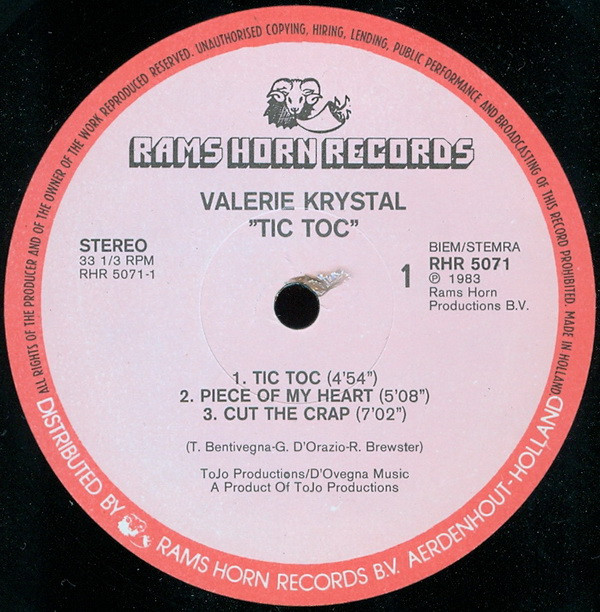 ALL RIGHTS OF THE PRODUCER AND OF THE OWNER OF THE WORK REPRODUCED RESERVED. UNAUTHORISED COPYING, HIRING, LENDING, PUBLIC PERFORMANCE AND BROADCASTING OF THIS RECORD PROHIBITED. MADE IN HOLLAND
RAMS HORN RECORDS
VALERIE KRYSTAL
"TIC TOC"
STEREO
33 1/3 RPM
RHR 5071-1
1
BIEM/STEMRA
RHR 5071
℗ 1983
Rams Horn
Productions B.V.
1. TIC TOC (4'54")
2. PIECE OF MY HEART (5'08")
3. CUT THE CRAP (7'02")
(T. Bentivegna-G. D'Orazio-R. Brewster)
ToJo Productions/D'Ovegna Music
A Product Of ToJo Productions
DISTRIBUTED BY RAMS HORN RECORDS B.V. AERDENHOUT-HOLLAND